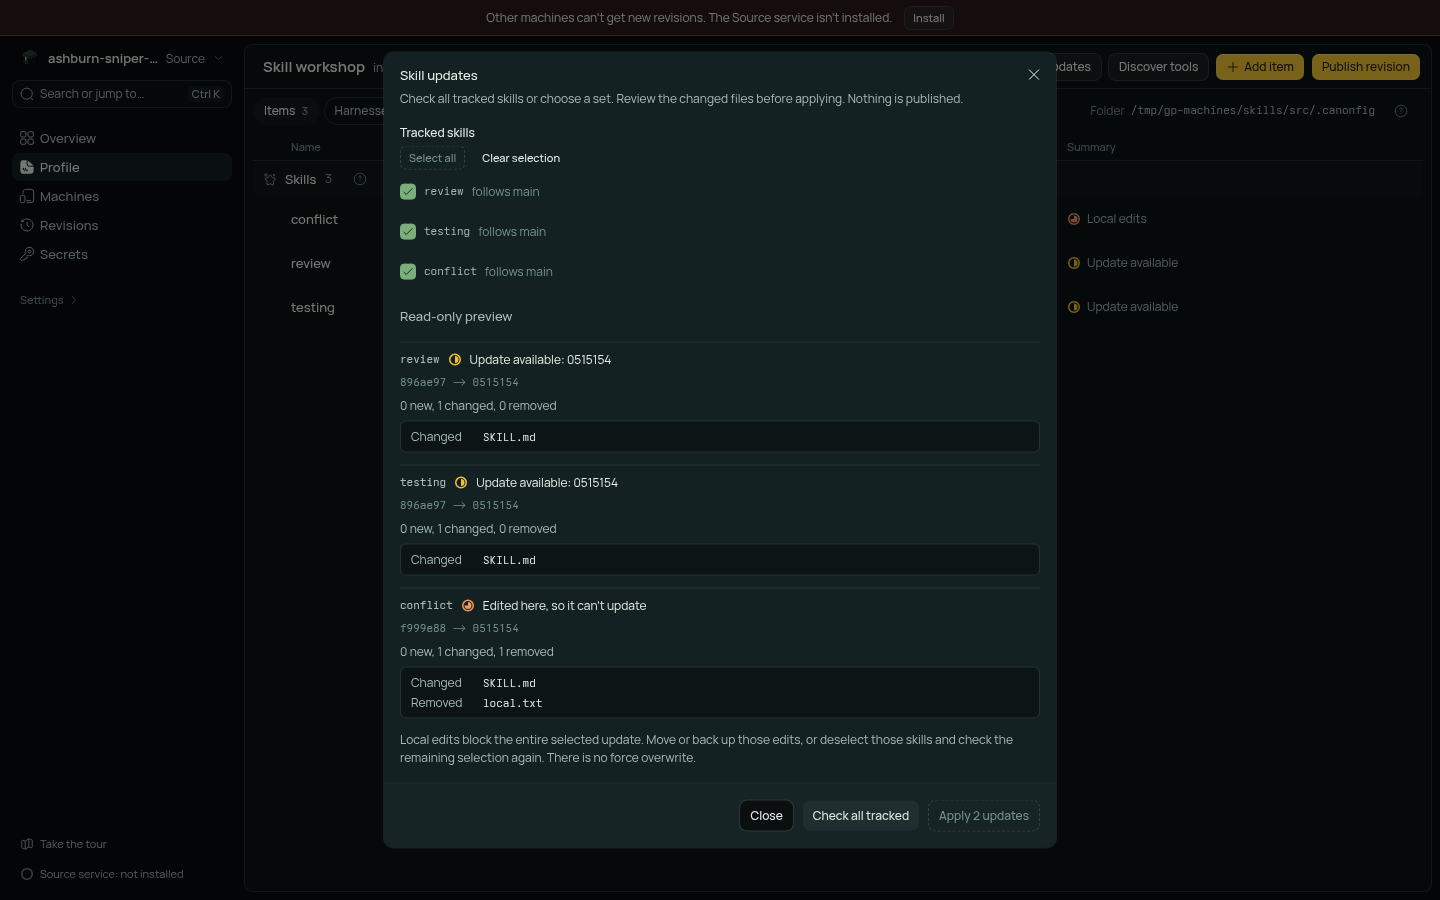 Other machines can't get new revisions. The Source service isn't installed. Install
ashburn-sniper-... Source
Search or jump to... Ctrl K
Overview
Profile
Machines
Revisions
Secrets
Settings
Take the tour
Source service: not installed
Skill workshop in
Discover tools Add item Publish revision
Items 3
Folder /tmp/gp-machines/skills/src/.canonfig
Name Summary
Skills 3
conflict Local edits
review Update available
testing Update available
Skill updates
Check all tracked skills or choose a set. Review the changed files before applying. Nothing is published.
Tracked skills
Select all Clear selection
review follows main
testing follows main
conflict follows main
Read-only preview
review Update available: 0515154
896ae97 → 0515154
0 new, 1 changed, 0 removed
Changed SKILL.md
testing Update available: 0515154
896ae97 → 0515154
0 new, 1 changed, 0 removed
Changed SKILL.md
conflict Edited here, so it can't update
f999e88 → 0515154
0 new, 1 changed, 1 removed
Changed SKILL.md
Removed local.txt
Local edits block the entire selected update. Move or back up those edits, or deselect those skills and check the
remaining selection again. There is no force overwrite.
Close Check all tracked Apply 2 updates